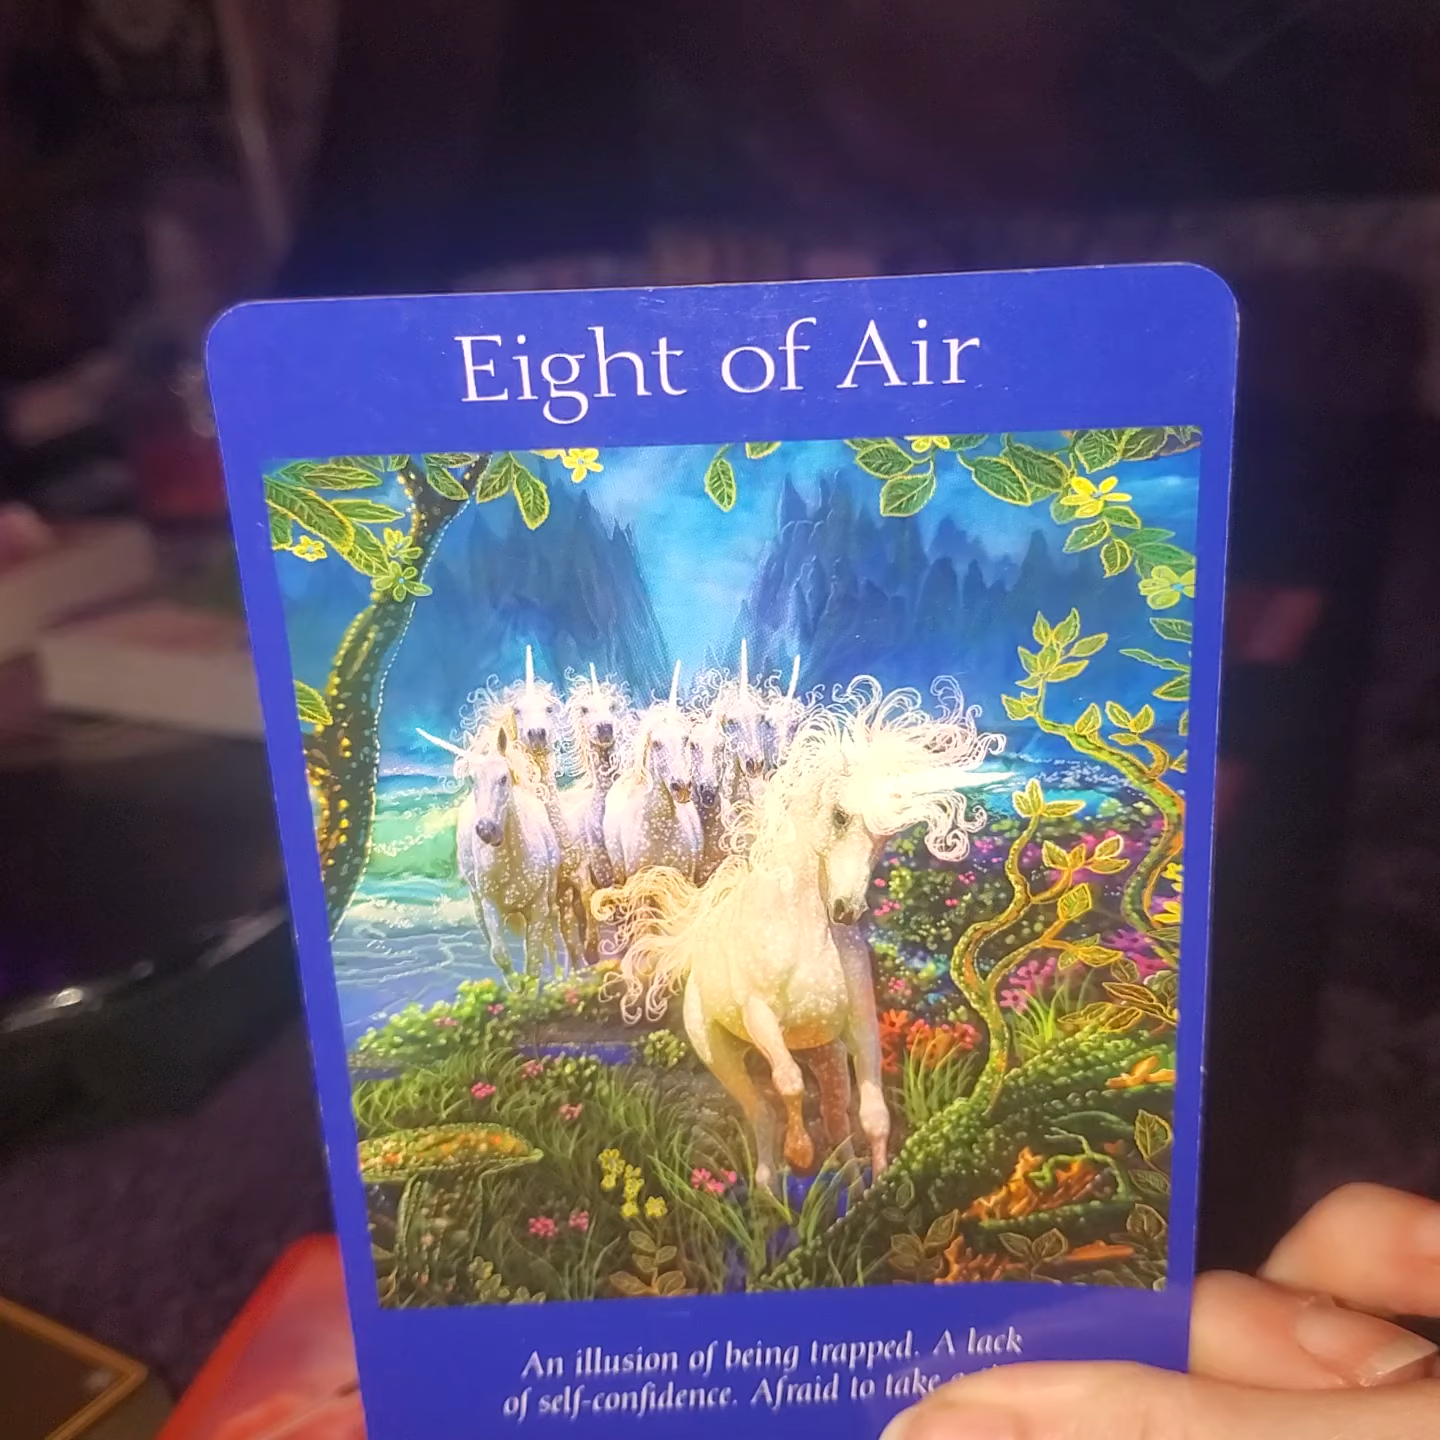 Eight of Air
An illusion of being trapped. A lack
of self-confidence. Afraid to take